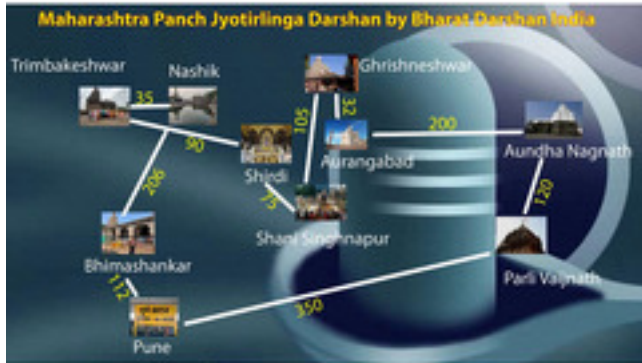 Maharashtra Panch Jyotirlinga Darshan by Bharat Darshan India
Trimbakeshwar
Nashik
Ghrishneshwar
35
105
32
90
200
Aurangabad
Aundha Nagnath
Shirdi
206
75
120
Shani Singhnapur
Bhimashankar
Parli Vaijnath
112
350
Pune